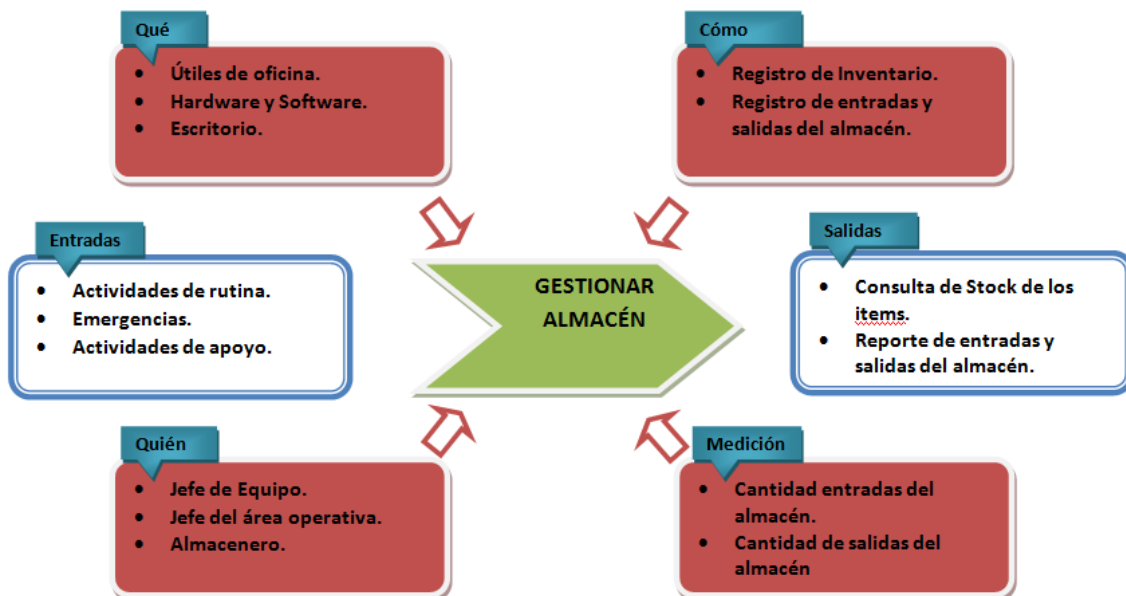 Qué
• Útiles de oficina.
• Hardware y Software.
• Escritorio.
Cómo
• Registro de Inventario.
• Registro de entradas y
salidas del almacén.
Entradas
• Actividades de rutina.
• Emergencias.
• Actividades de apoyo.
GESTIONAR
ALMACÉN
Salidas
• Consulta de Stock de los
items.
• Reporte de entradas y
salidas del almacén.
Quién
• Jefe de Equipo.
• Jefe del área operativa.
• Almacenero.
Medición
• Cantidad entradas del
almacén.
• Cantidad de salidas del
almacén